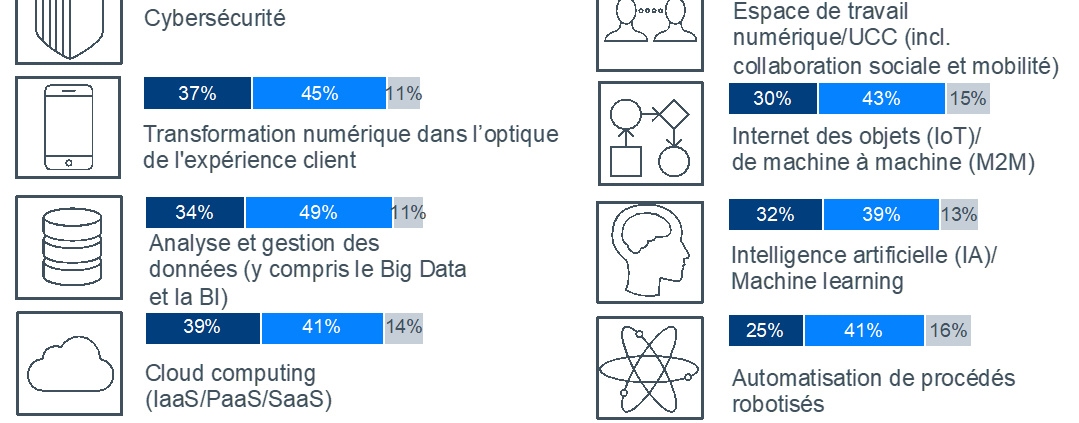 Cybersécurité
37% 45% 11%
Transformation numérique dans l’optique
de l'expérience client
34% 49% 11%
Analyse et gestion des
données (y compris le Big Data
et la BI)
39% 41% 14%
Cloud computing
(IaaS/PaaS/SaaS)
Espace de travail
numérique/UCC (incl.
collaboration sociale et mobilité)
30% 43% 15%
Internet des objets (IoT)/
de machine à machine (M2M)
32% 39% 13%
Intelligence artificielle (IA)/
Machine learning
25% 41% 16%
Automatisation de procédés
robotisés